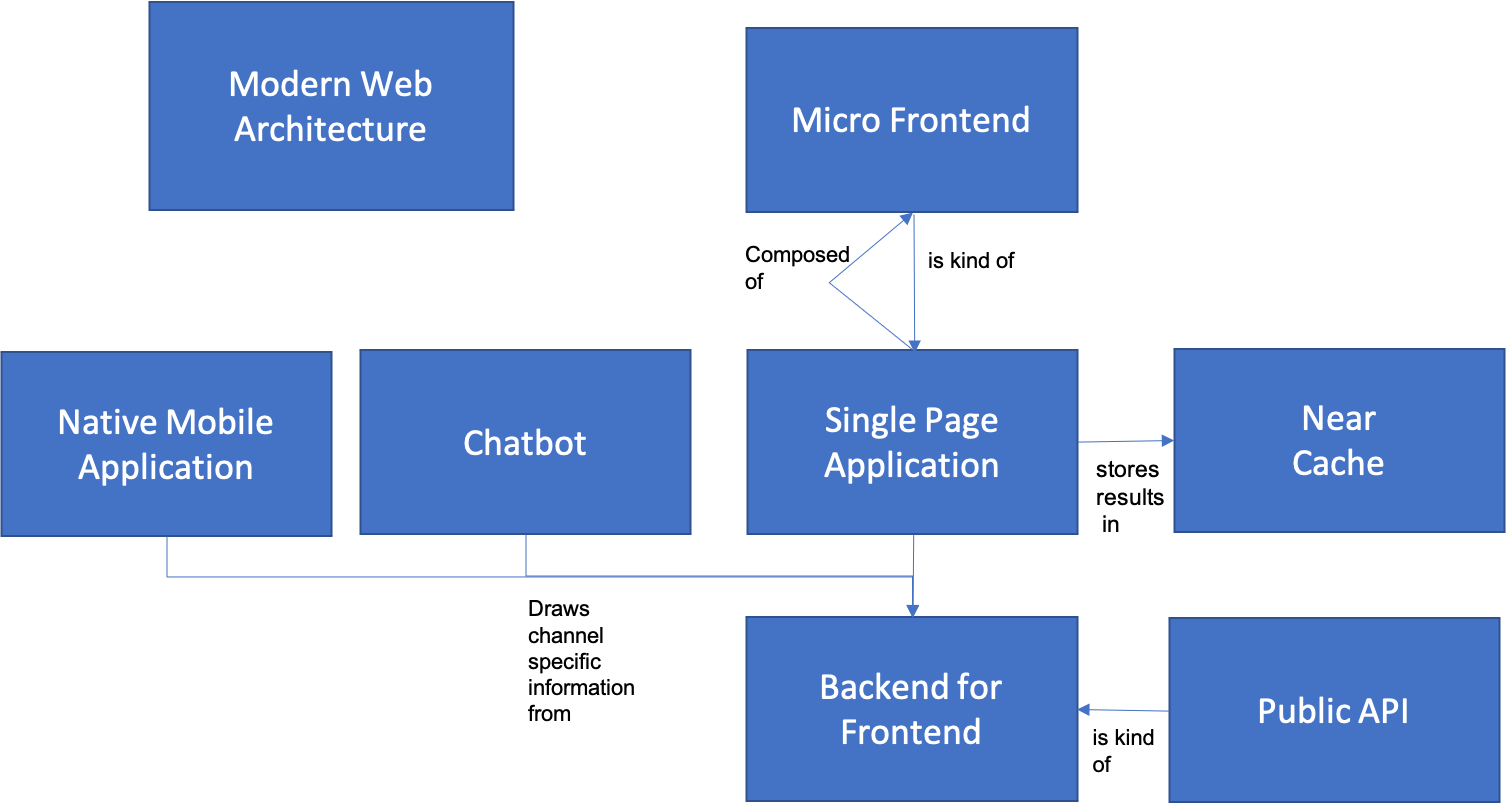 Modern Web
Architecture
Micro Frontend
Composed
of
is kind of
Native Mobile
Application
Chatbot
Single Page
Application
Near
Cache
stores
results
in
Draws
channel
specific
information
from
Backend for
Frontend
is kind
of
Public API